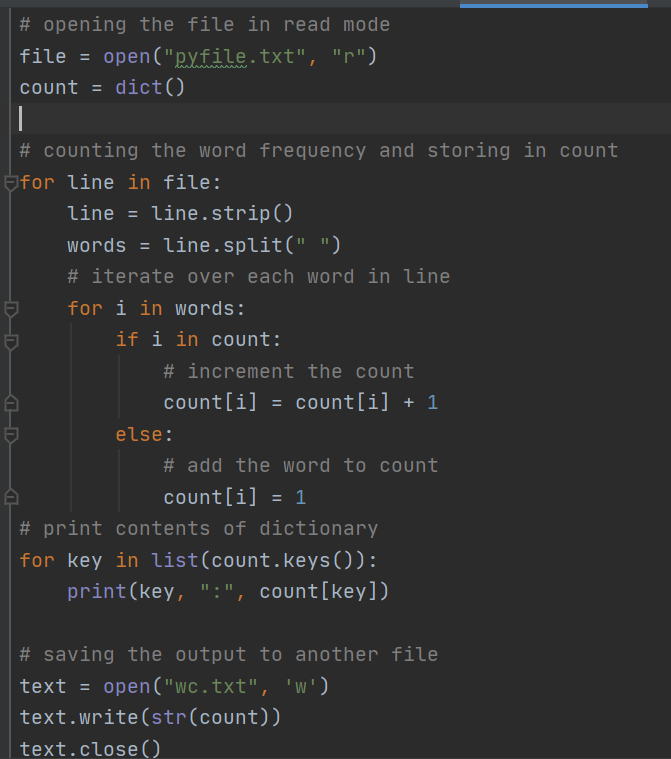 # opening the file in read mode
file = open("pyfile.txt", "r")
count = dict()

# counting the word frequency and storing in count
for line in file:
    line = line.strip()
    words = line.split(" ")
    # iterate over each word in line
    for i in words:
        if i in count:
            # increment the count
            count[i] = count[i] + 1
        else:
            # add the word to count
            count[i] = 1
# print contents of dictionary
for key in list(count.keys()):
    print(key, ":", count[key])

# saving the output to another file
text = open("wc.txt", 'w')
text.write(str(count))
text.close()